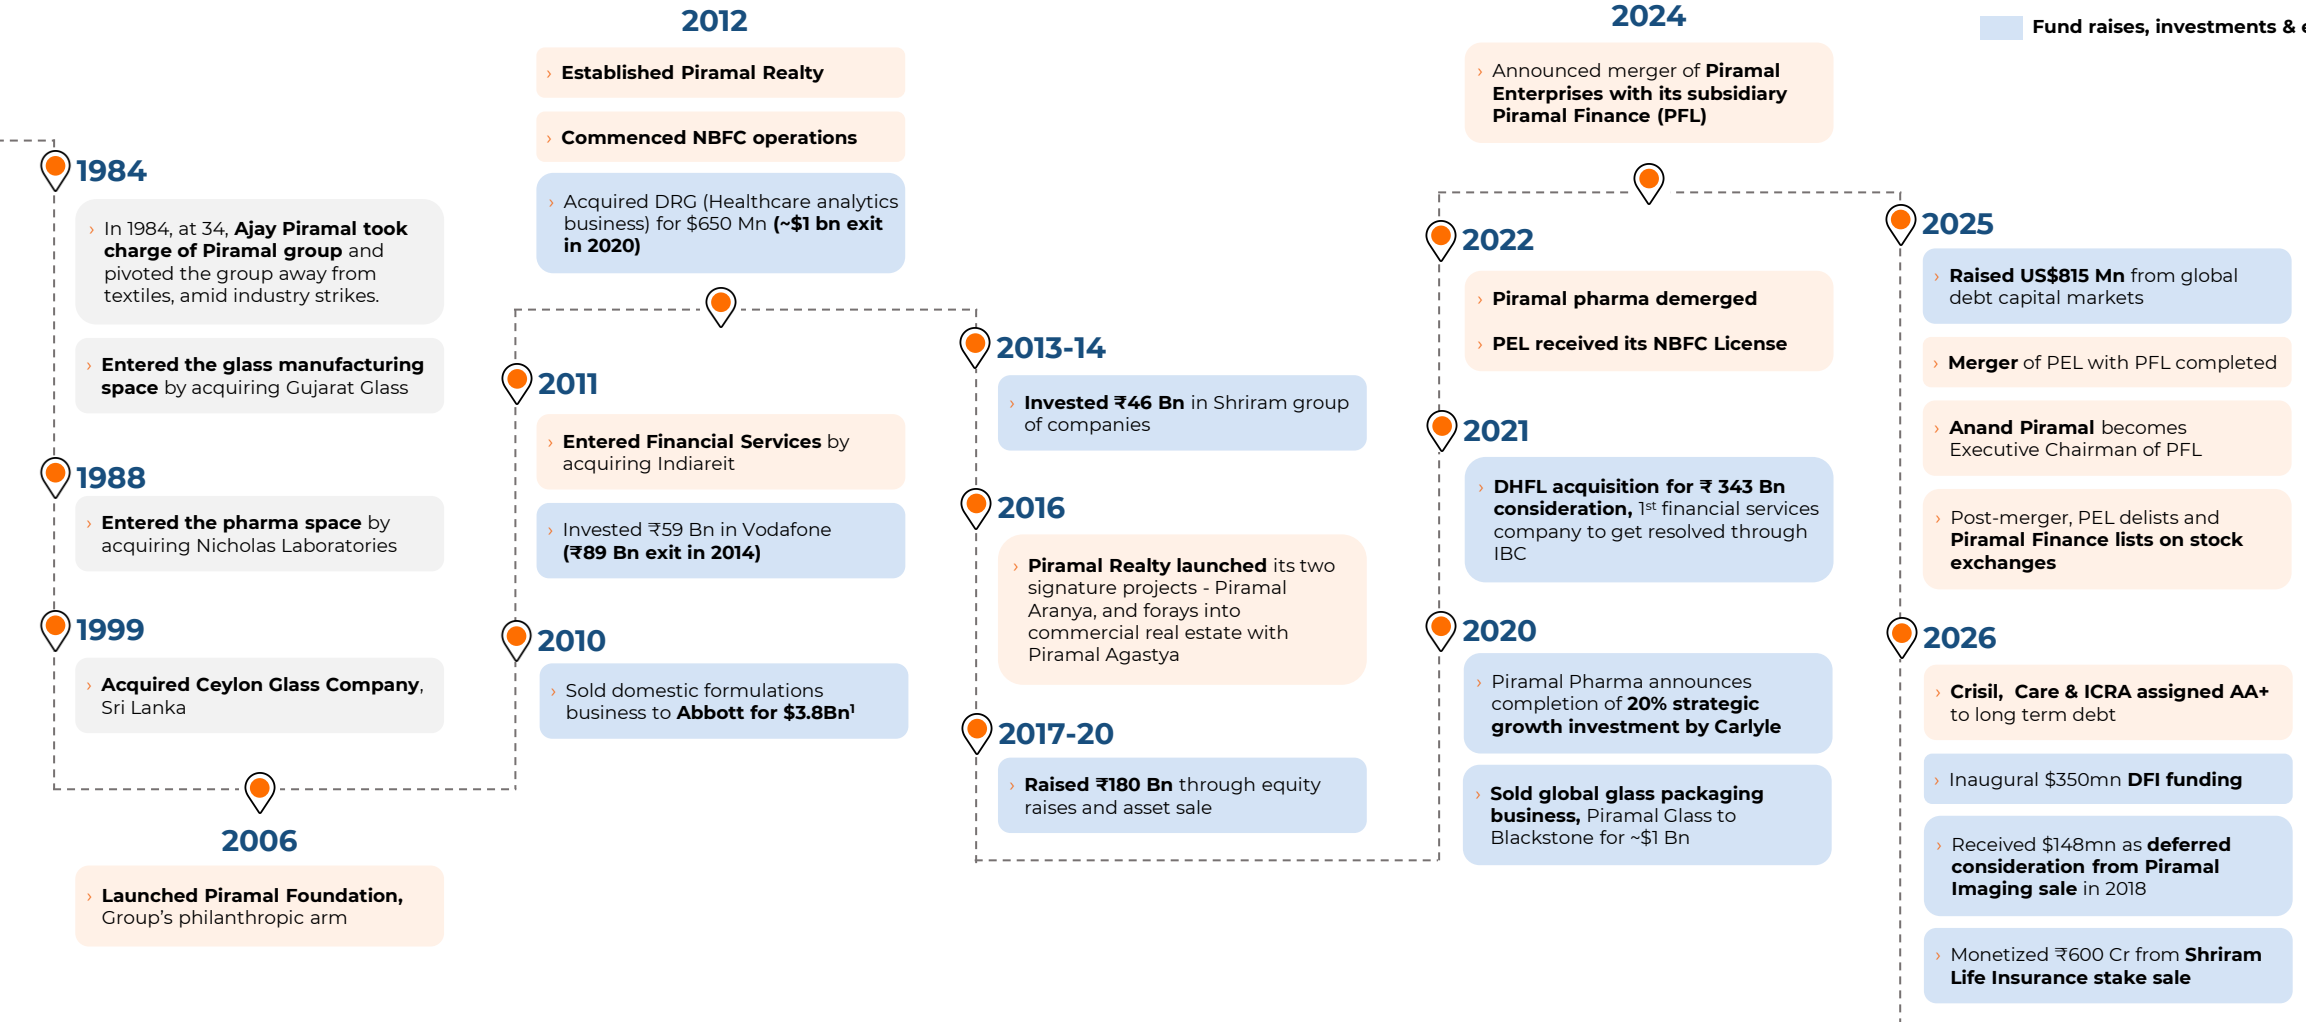 1984
› In 1984, at 34, Ajay Piramal took
charge of Piramal group and
pivoted the group away from
textiles, amid industry strikes.
› Entered the glass manufacturing
space by acquiring Gujarat Glass
1988
› Entered the pharma space by
acquiring Nicholas Laboratories
1999
› Acquired Ceylon Glass Company,
Sri Lanka
2006
› Launched Piramal Foundation,
Group’s philanthropic arm
2010
› Sold domestic formulations
business to Abbott for $3.8Bn¹
2011
› Entered Financial Services by
acquiring Indiareit
› Invested ₹59 Bn in Vodafone
(₹89 Bn exit in 2014)
2012
› Established Piramal Realty
› Commenced NBFC operations
› Acquired DRG (Healthcare analytics
business) for $650 Mn (~$1 bn exit
in 2020)
2013-14
› Invested ₹46 Bn in Shriram group
of companies
2016
› Piramal Realty launched its two
signature projects - Piramal
Aranya, and forays into
commercial real estate with
Piramal Agastya
2017-20
› Raised ₹180 Bn through equity
raises and asset sale
2020
› Piramal Pharma announces
completion of 20% strategic
growth investment by Carlyle
› Sold global glass packaging
business, Piramal Glass to
Blackstone for ~$1 Bn
2021
› DHFL acquisition for ₹ 343 Bn
consideration, 1st financial services
company to get resolved through
IBC
2022
› Piramal pharma demerged
› PEL received its NBFC License
2024
› Announced merger of Piramal
Enterprises with its subsidiary
Piramal Finance (PFL)
Fund raises, investments &
2025
› Raised US$815 Mn from global
debt capital markets
› Merger of PEL with PFL completed
› Anand Piramal becomes
Executive Chairman of PFL
› Post-merger, PEL delists and
Piramal Finance lists on stock
exchanges
2026
› Crisil, Care & ICRA assigned AA+
to long term debt
› Inaugural $350mn DFI funding
› Received $148mn as deferred
consideration from Piramal
Imaging sale in 2018
› Monetized ₹600 Cr from Shriram
Life Insurance stake sale